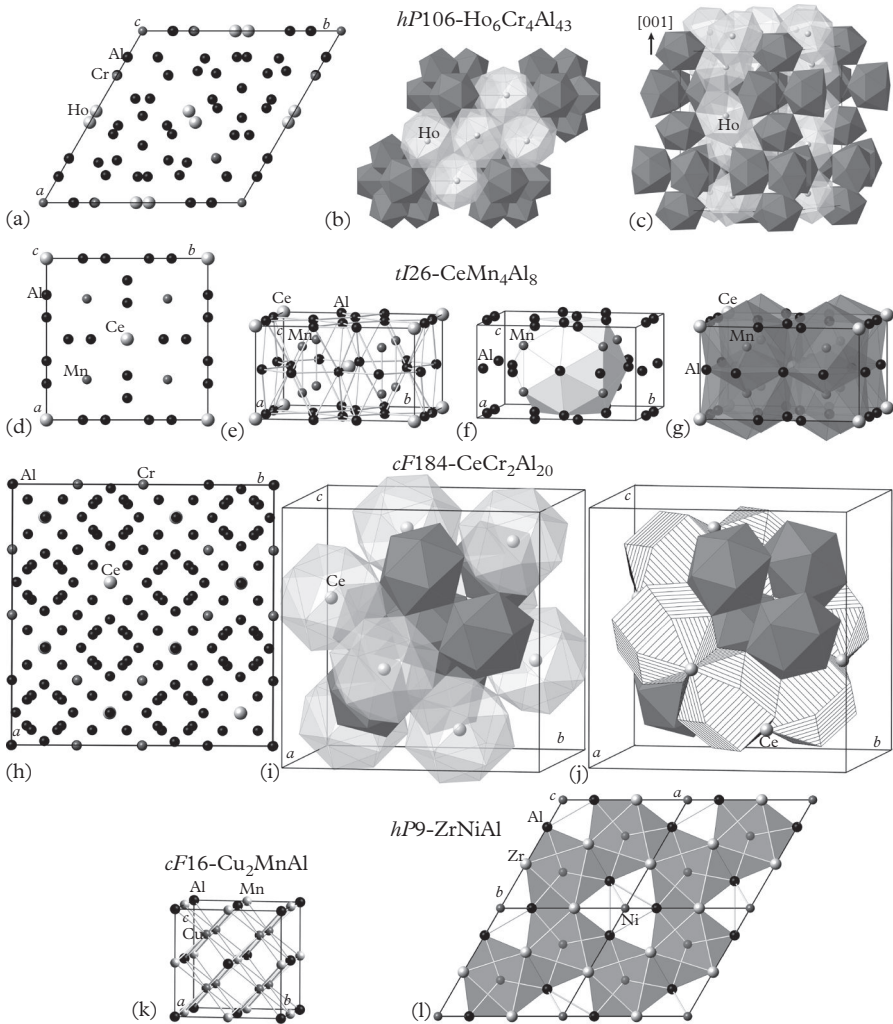 hP106-Ho6Cr4Al43
c b
Al
Cr
Ho
a
(a)
Ho
(b)
[001]
Ho
(c)
tI26-CeMn4Al8
c b
Al
Ce
Mn
a
(d)
Ce Al
c
Mn
a b
(e)
c
Mn
Al
a b
(f)
Ce
c
Mn
Al
a b
(g)
cF184-CeCr2Al20
Al Cr b
Ce
a
(h)
c
Ce
a b
(i)
c
Ce
a b
(j)
cF16-Cu2MnAl
Al Mn
c
Cu
a b
(k)
hP9-ZrNiAl
c a
Al
Zr
b
Ni
(l)